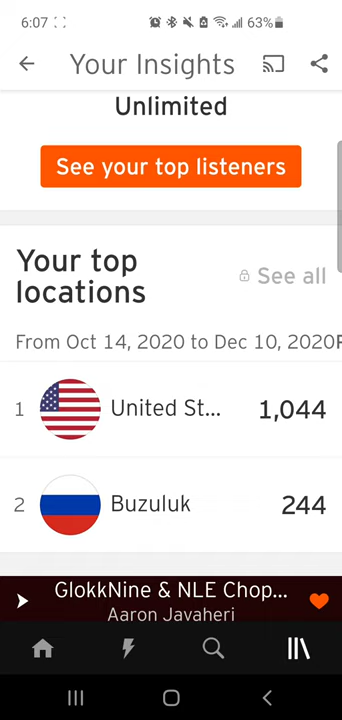 6:07
63%
Your Insights
Unlimited
See your top listeners
Your top
locations
See all
From Oct 14, 2020 to Dec 10, 2020F
1 United St... 1,044
2 Buzuluk 244
GlokkNine & NLE Chop...
Aaron Javaheri